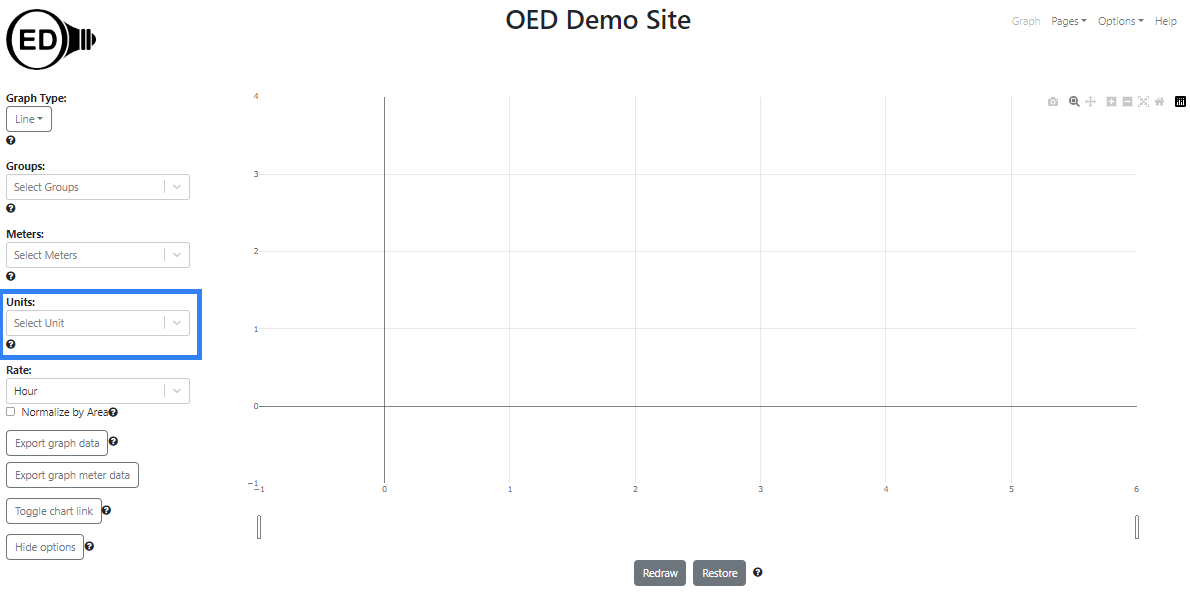 ED
OED Demo Site
Graph Pages Options Help
Graph Type:
Line
Groups:
Select Groups
Meters:
Select Meters
Units:
Select Unit
Rate:
Hour
Normalize by Area
Export graph data
Export graph meter data
Toggle chart link
Hide options
4
3
2
1
0
−1
−1 0 1 2 3 4 5 6
Redraw Restore